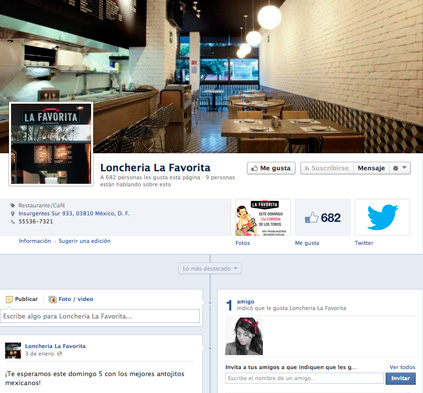 LA FAVORITA
Loncheria La Favorita
A 682 personas les gusta esta página · 9 personas
están hablando sobre esto
Me gusta
Suscribirse
Mensaje
Restaurante/Café
Insurgentes Sur 933, 03810 México, D. F.
55536-7321
Información · Sugerir una edición
FAVORITA
ESTE
DOMINGO
DE LOS TOROS
682
Fotos
Me gusta
Twitter
Lo más destacado
Publicar
Foto / video
Escribe algo para Loncheria La Favorita...
Loncheria La Favorita
3 de enero
¡Te esperamos este domingo 5 con los mejores antojitos
mexicanos!
1 amigo
Indicó que le gusta Loncheria La Favorita
Invita a tus amigos a que indiquen que les g...
Ver todos
Escribe el nombre de un amigo...
Invitar